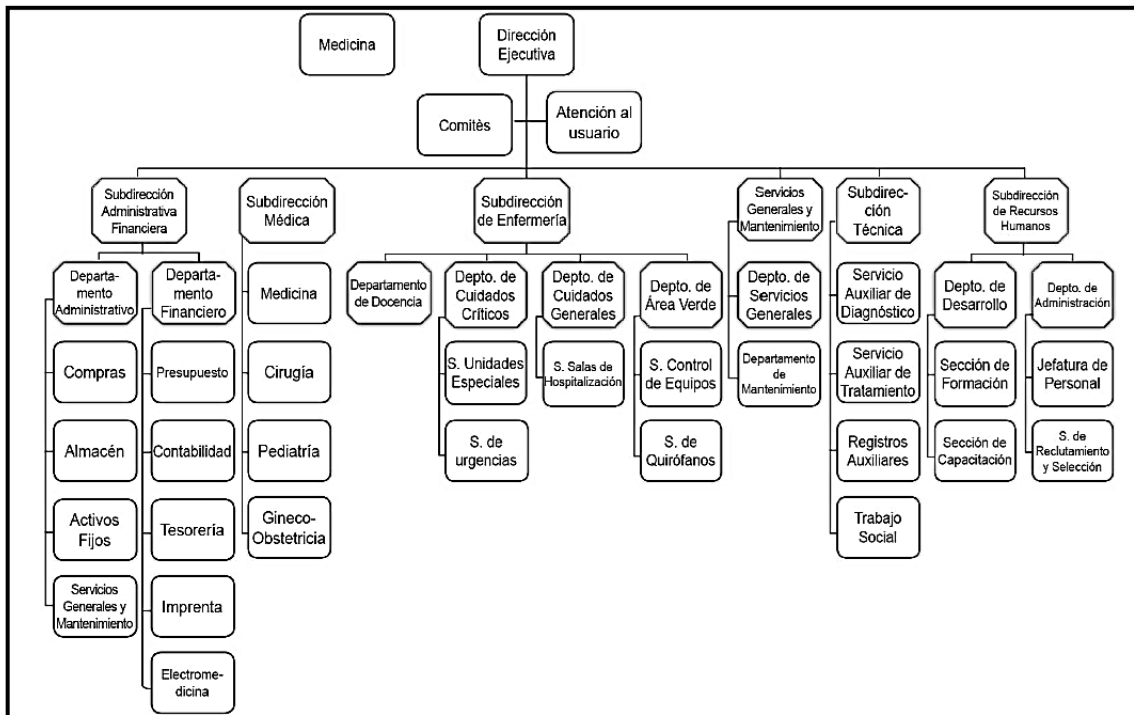 Medicina
Dirección
Ejecutiva
Comitès
Atención al
usuario
Subdirección
Administrativa
Financiera
Subdirección
Médica
Subdirección
de Enfermería
Servicios
Generales y
Mantenimiento
Subdirec-
ción
Técnica
Subdirección
de Recursos
Humanos
Departa-
mento
Administrativo
Departa-
mento
Financiero
Medicina
Departamento
de Docencia
Depto. de
Cuidados
Críticos
Depto. de
Cuidados
Generales
Depto. de
Área Verde
Depto. de
Servicios
Generales
Servicio
Auxiliar de
Diagnóstico
Depto. de
Desarrollo
Depto. de
Administración
Compras
Presupuesto
Cirugía
S. Unidades
Especiales
S. Salas de
Hospitalización
S. Control
de Equipos
Departamento
de
Mantenimiento
Servicio
Auxiliar de
Tratamiento
Sección de
Formación
Jefatura de
Personal
Almacén
Contabilidad
Pediatría
S. de
urgencias
S. de
Quirófanos
Registros
Auxiliares
Sección de
Capacitación
S. de
Reclutamiento
y Selección
Activos
Fijos
Tesorería
Gineco-
Obstetricia
Trabajo
Social
Servicios
Generales y
Mantenimiento
Imprenta
Electrome-
dicina